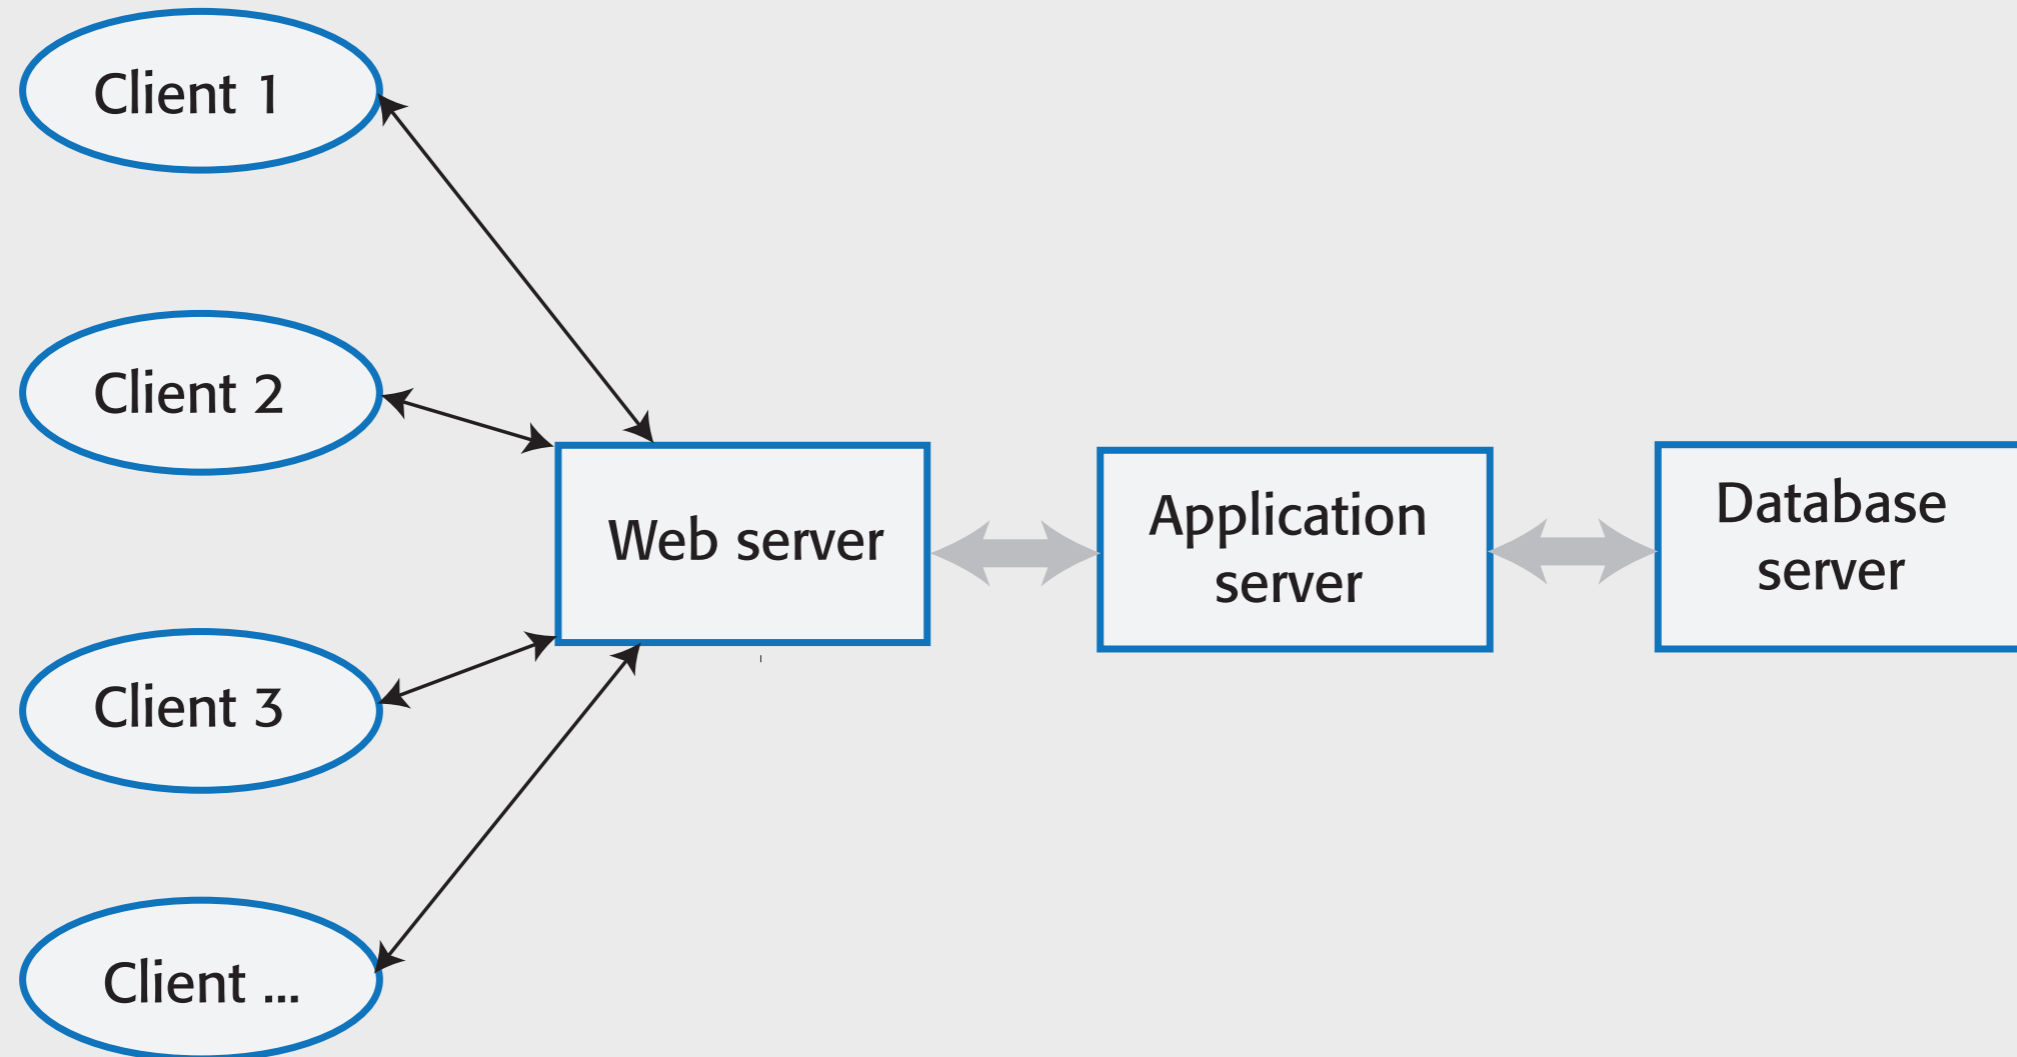 Client 1
Client 2
Client 3
Client ...
Web server
Application
server
Database
server